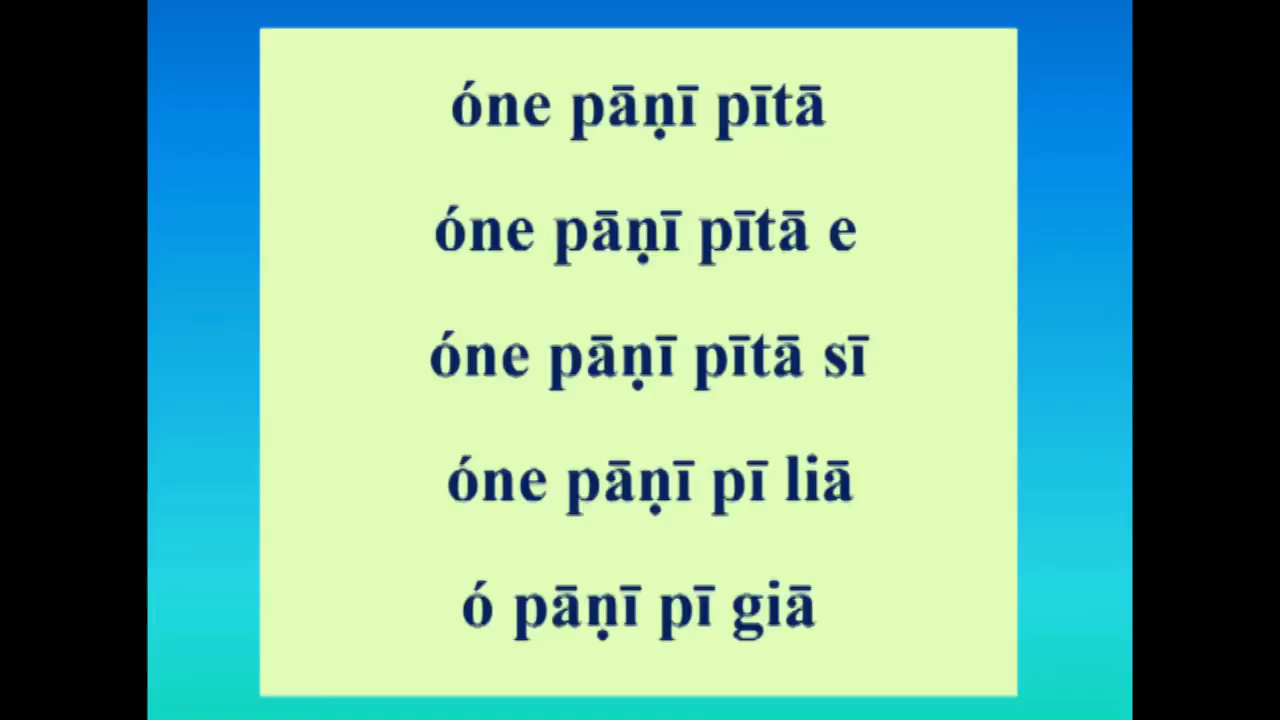 óne pāṇī pītā
óne pāṇī pītā e
óne pāṇī pītā sī
óne pāṇī pī liā
ó pāṇī pī giā